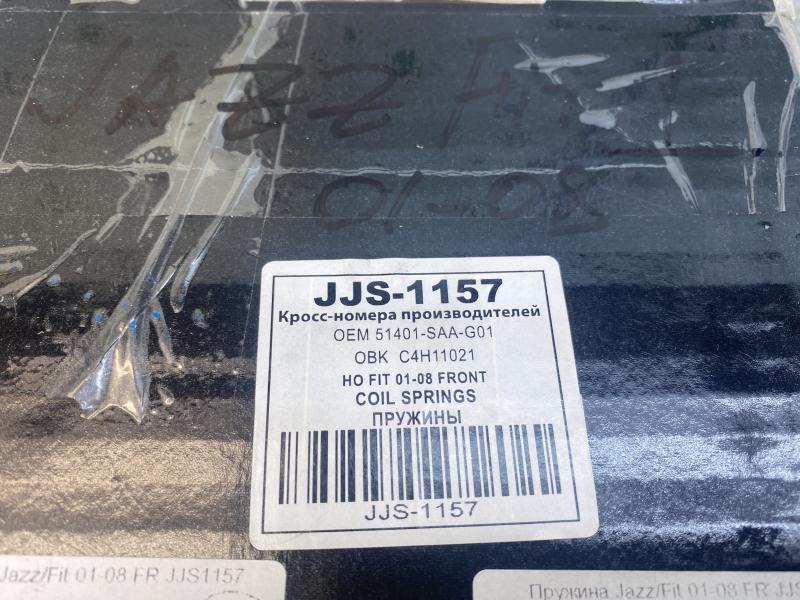 JAZZ Fit
01-08
JJS-1157
Кросс-номера производителей
OEM 51401-SAA-G01
OBK C4H11021
HO FIT 01-08 FRONT
COIL SPRINGS
ПРУЖИНЫ
JJS-1157
Jazz/Fit 01-08 FR JJS1157
Пружина Jazz/Fit 01-08 FR JJS